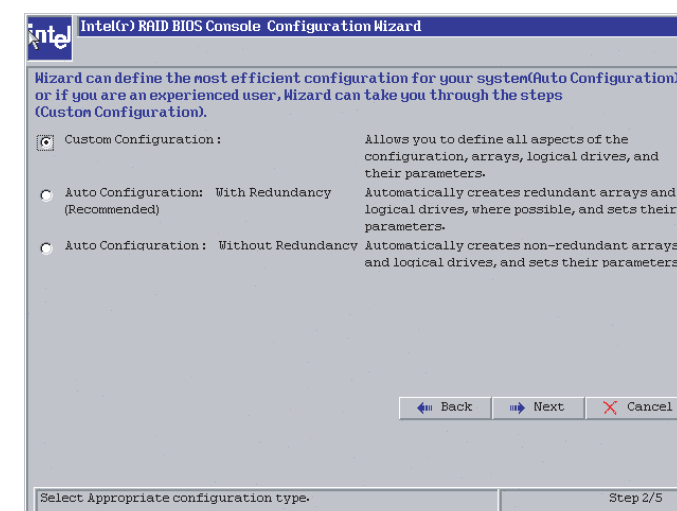 intel
Intel(r) RAID BIOS Console Configuration Wizard
Wizard can define the most efficient configuration for your system(Auto Configuration)
or if you are an experienced user, Wizard can take you through the steps
(Custom Configuration).
Custom Configuration : Allows you to define all aspects of the
configuration, arrays, logical drives, and
their parameters.
Auto Configuration: With Redundancy Automatically creates redundant arrays and
(Recommended) logical drives, where possible, and sets their
parameters.
Auto Configuration : Without Redundancy Automatically creates non-redundant arrays
and logical drives, and sets their parameters
Back Next Cancel
Select Appropriate configuration type. Step 2/5